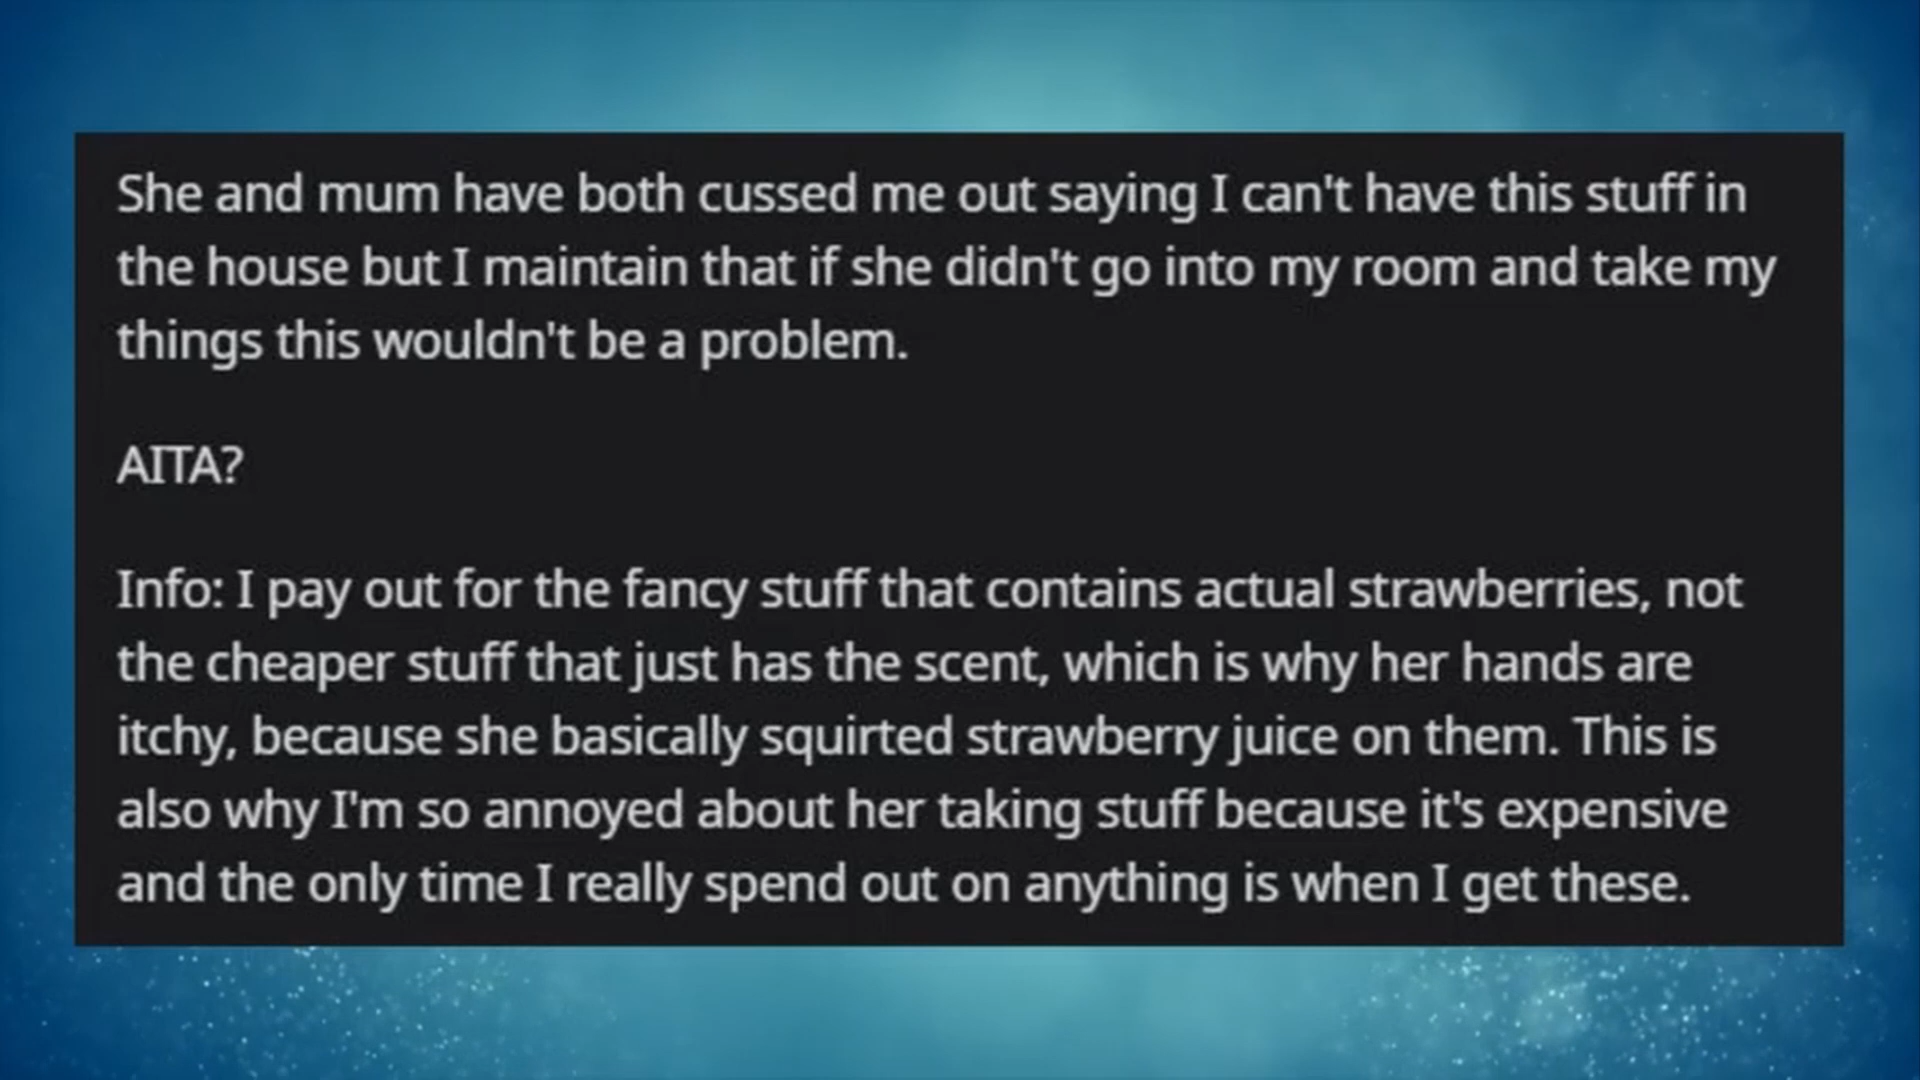 She and mum have both cussed me out saying I can't have this stuff in
the house but I maintain that if she didn't go into my room and take my
things this wouldn't be a problem.
AITA?
Info: I pay out for the fancy stuff that contains actual strawberries, not
the cheaper stuff that just has the scent, which is why her hands are
itchy, because she basically squirted strawberry juice on them. This is
also why I'm so annoyed about her taking stuff because it's expensive
and the only time I really spend out on anything is when I get these.